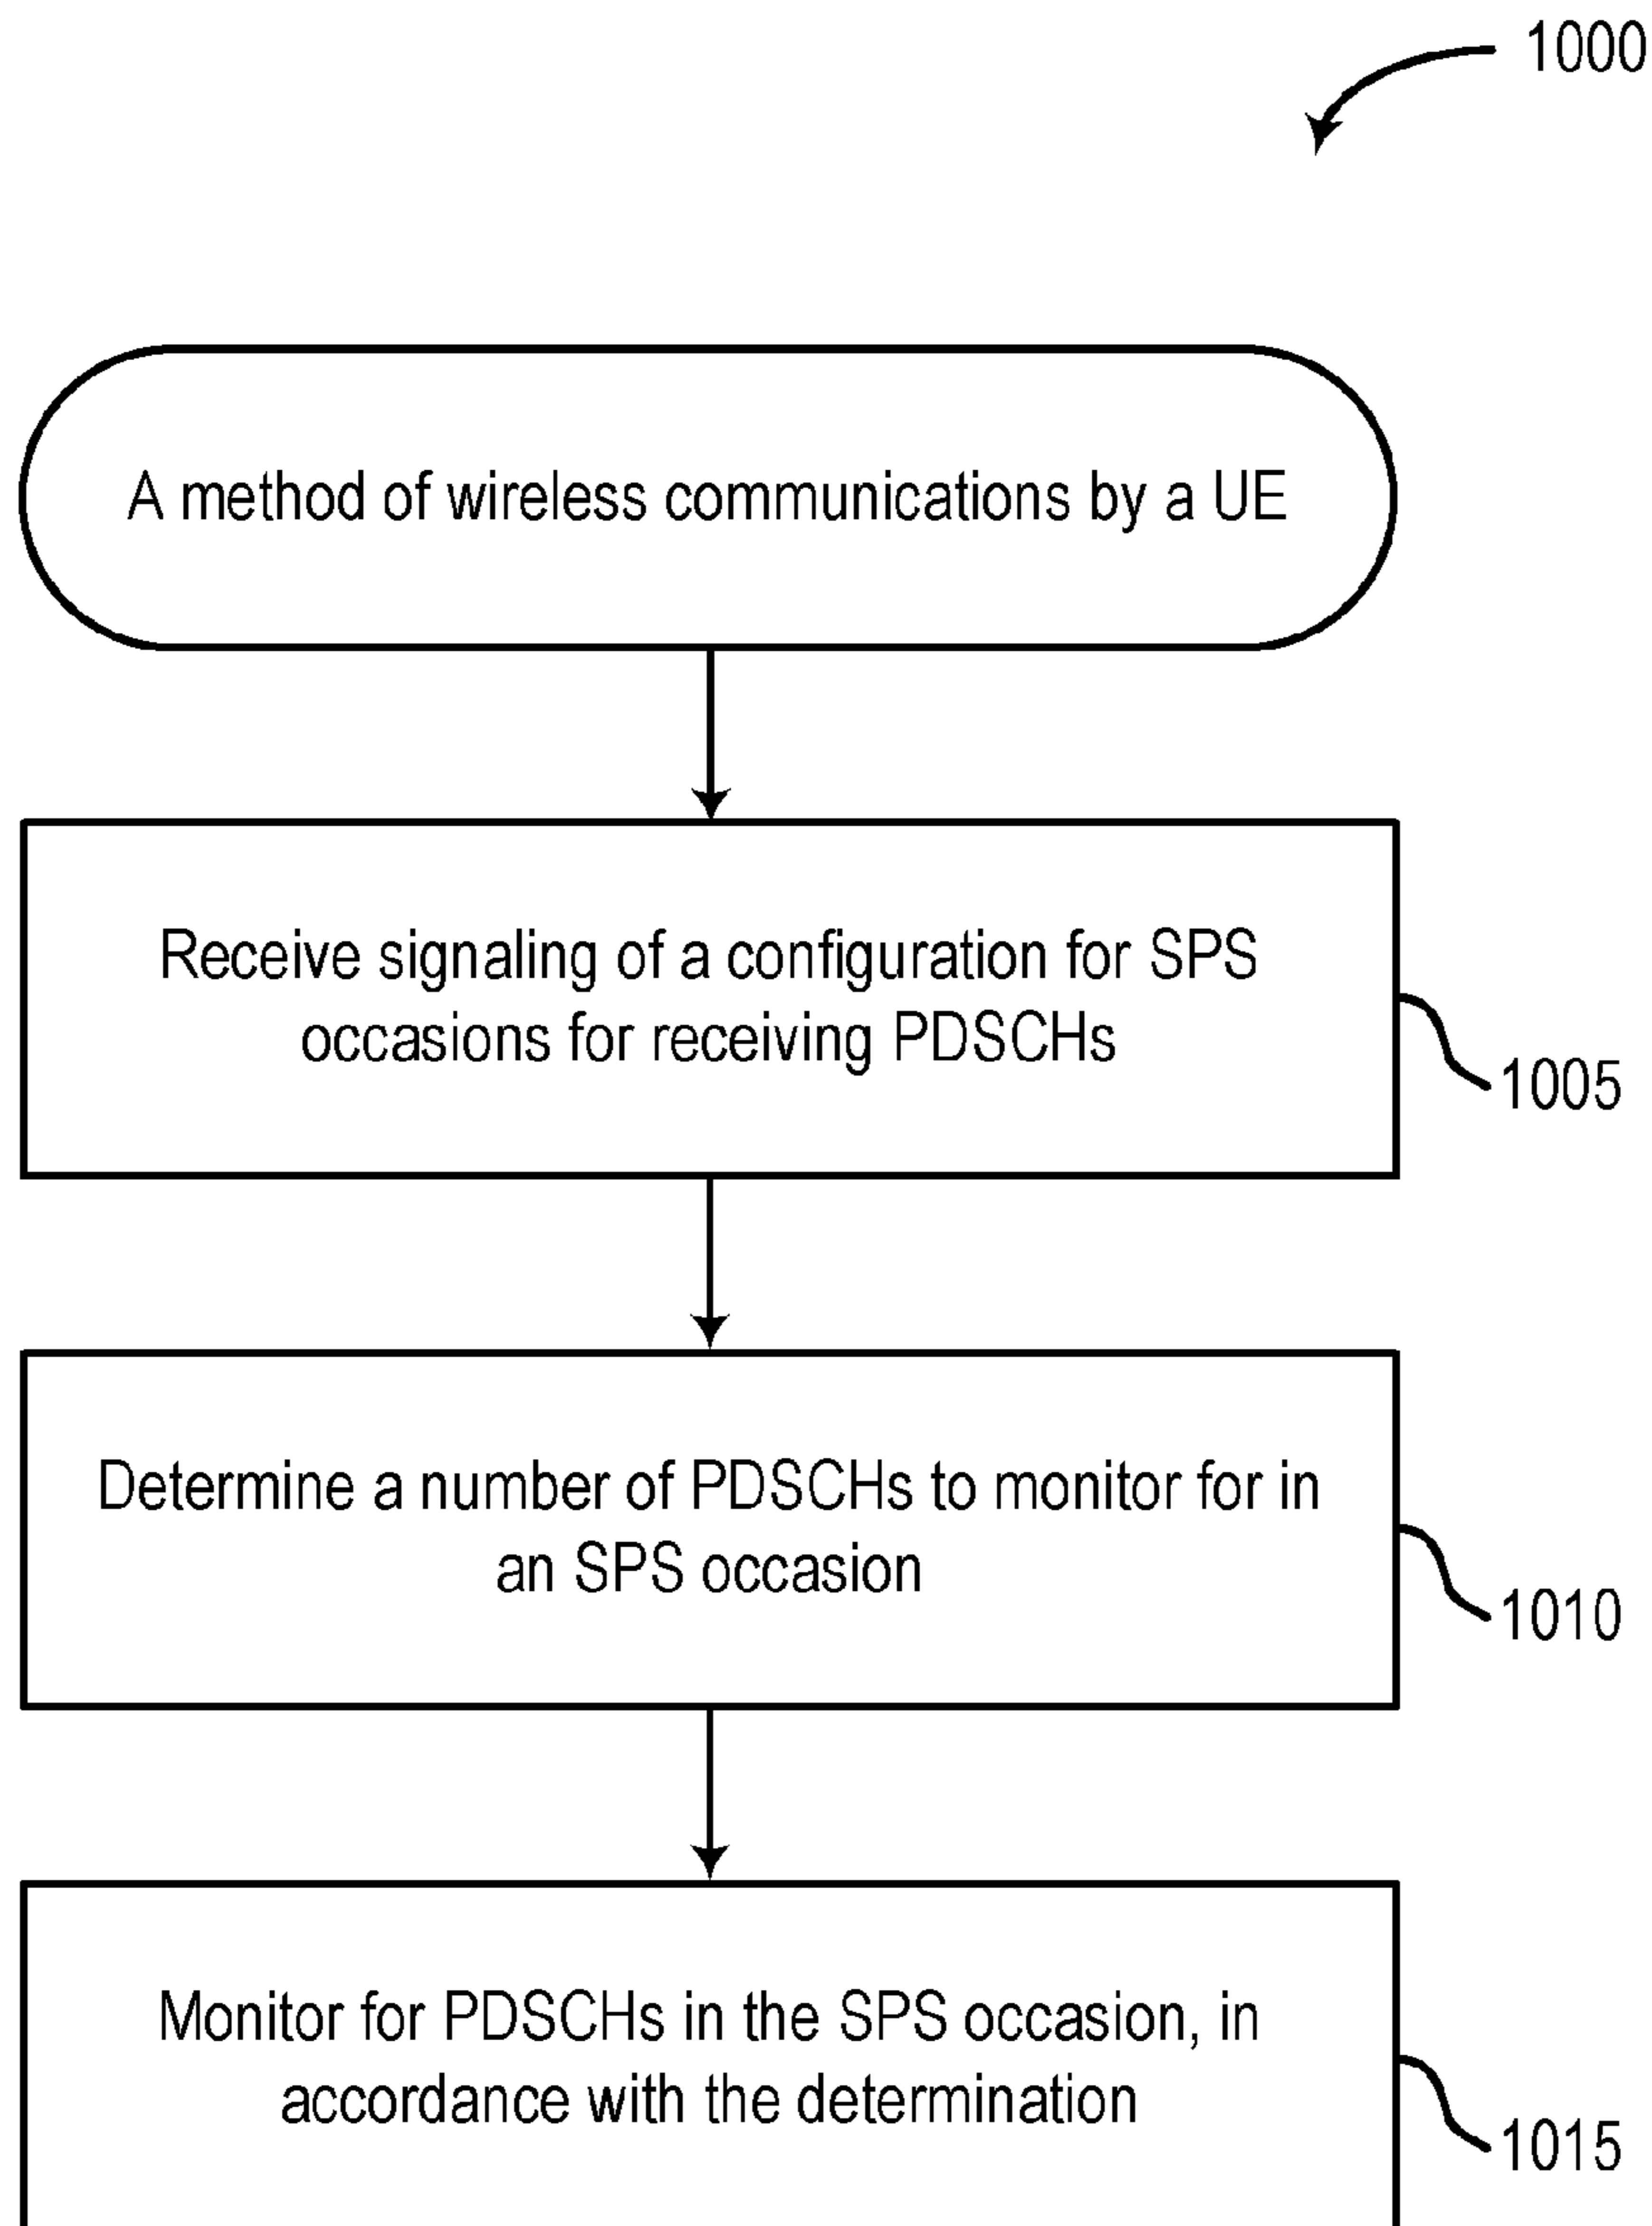 1000
A method of wireless communications by a UE
Receive signaling of a configuration for SPS
occasions for receiving PDSCHs
1005
Determine a number of PDSCHs to monitor for in
an SPS occasion
1010
Monitor for PDSCHs in the SPS occasion, in
accordance with the determination
1015